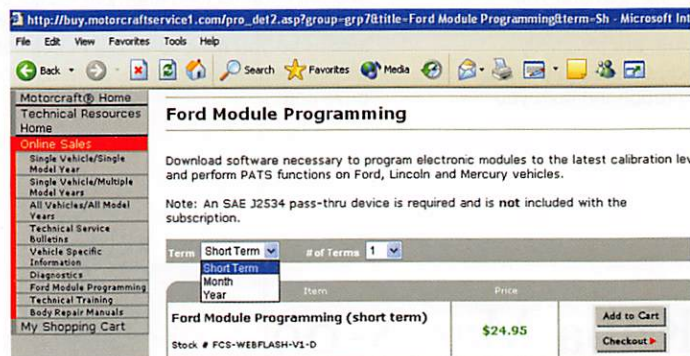 http://buy.motorcraftservice1.com/pro_det2.asp?group=grp7&title=Ford Module Programming&term=Sh - Microsoft Int
File Edit View Favorites Tools Help
Back Search Favorites Media
Motorcraft® Home
Technical Resources
Home
Online Sales
Single Vehicle/Single
Model Year
Single Vehicle/Multiple
Model Years
All Vehicles/All Model
Years
Technical Service
Bulletins
Vehicle Specific
Information
Diagnostics
Ford Module Programming
Technical Training
Body Repair Manuals
My Shopping Cart
Ford Module Programming
Download software necessary to program electronic modules to the latest calibration lev
and perform PATS functions on Ford, Lincoln and Mercury vehicles.
Note: An SAE J2534 pass-thru device is required and is not included with the
subscription.
Term Short Term # of Terms 1
Short Term
Month
Year
Item Price
Ford Module Programming (short term) $24.95 Add to Cart
Stock # FCS-WEBFLASH-V1-D Checkout